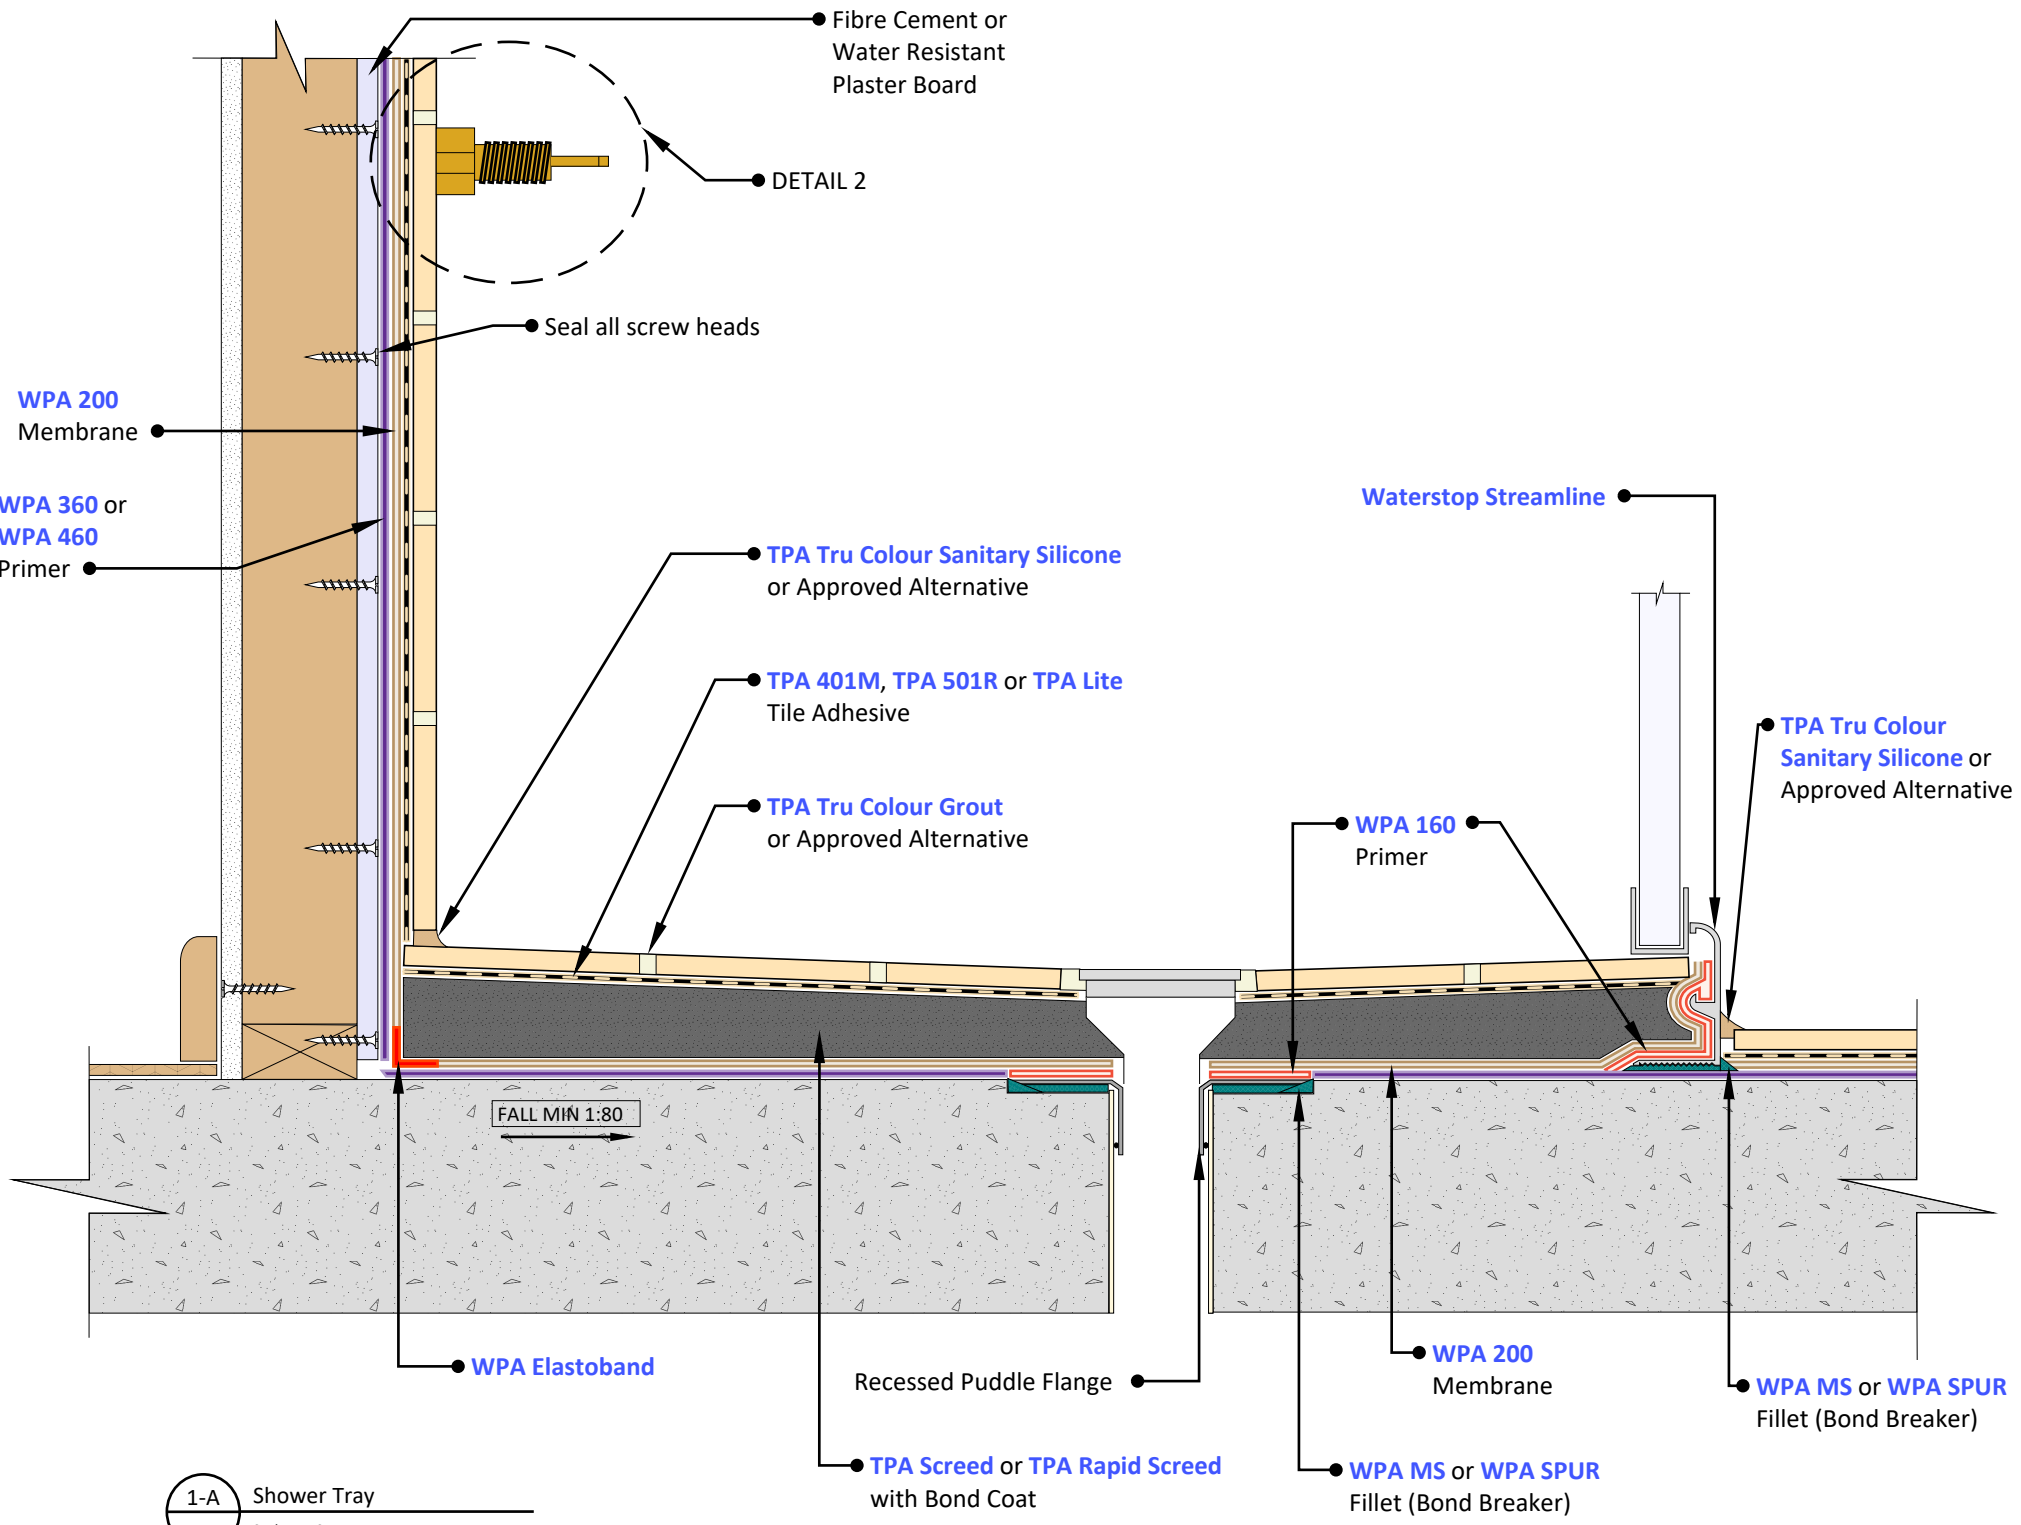 Fibre Cement or
Water Resistant
Plaster Board
DETAIL 2
Seal all screw heads
WPA 200
Membrane
WPA 360 or
WPA 460
Primer
Waterstop Streamline
TPA Tru Colour Sanitary Silicone
or Approved Alternative
TPA 401M, TPA 501R or TPA Lite
Tile Adhesive
TPA Tru Colour
Sanitary Silicone or
Approved Alternative
TPA Tru Colour Grout
or Approved Alternative
WPA 160
Primer
FALL MIN 1:80
WPA Elastoband
Recessed Puddle Flange
WPA 200
Membrane
WPA MS or WPA SPUR
Fillet (Bond Breaker)
TPA Screed or TPA Rapid Screed
with Bond Coat
WPA MS or WPA SPUR
Fillet (Bond Breaker)
1-A
Shower Tray